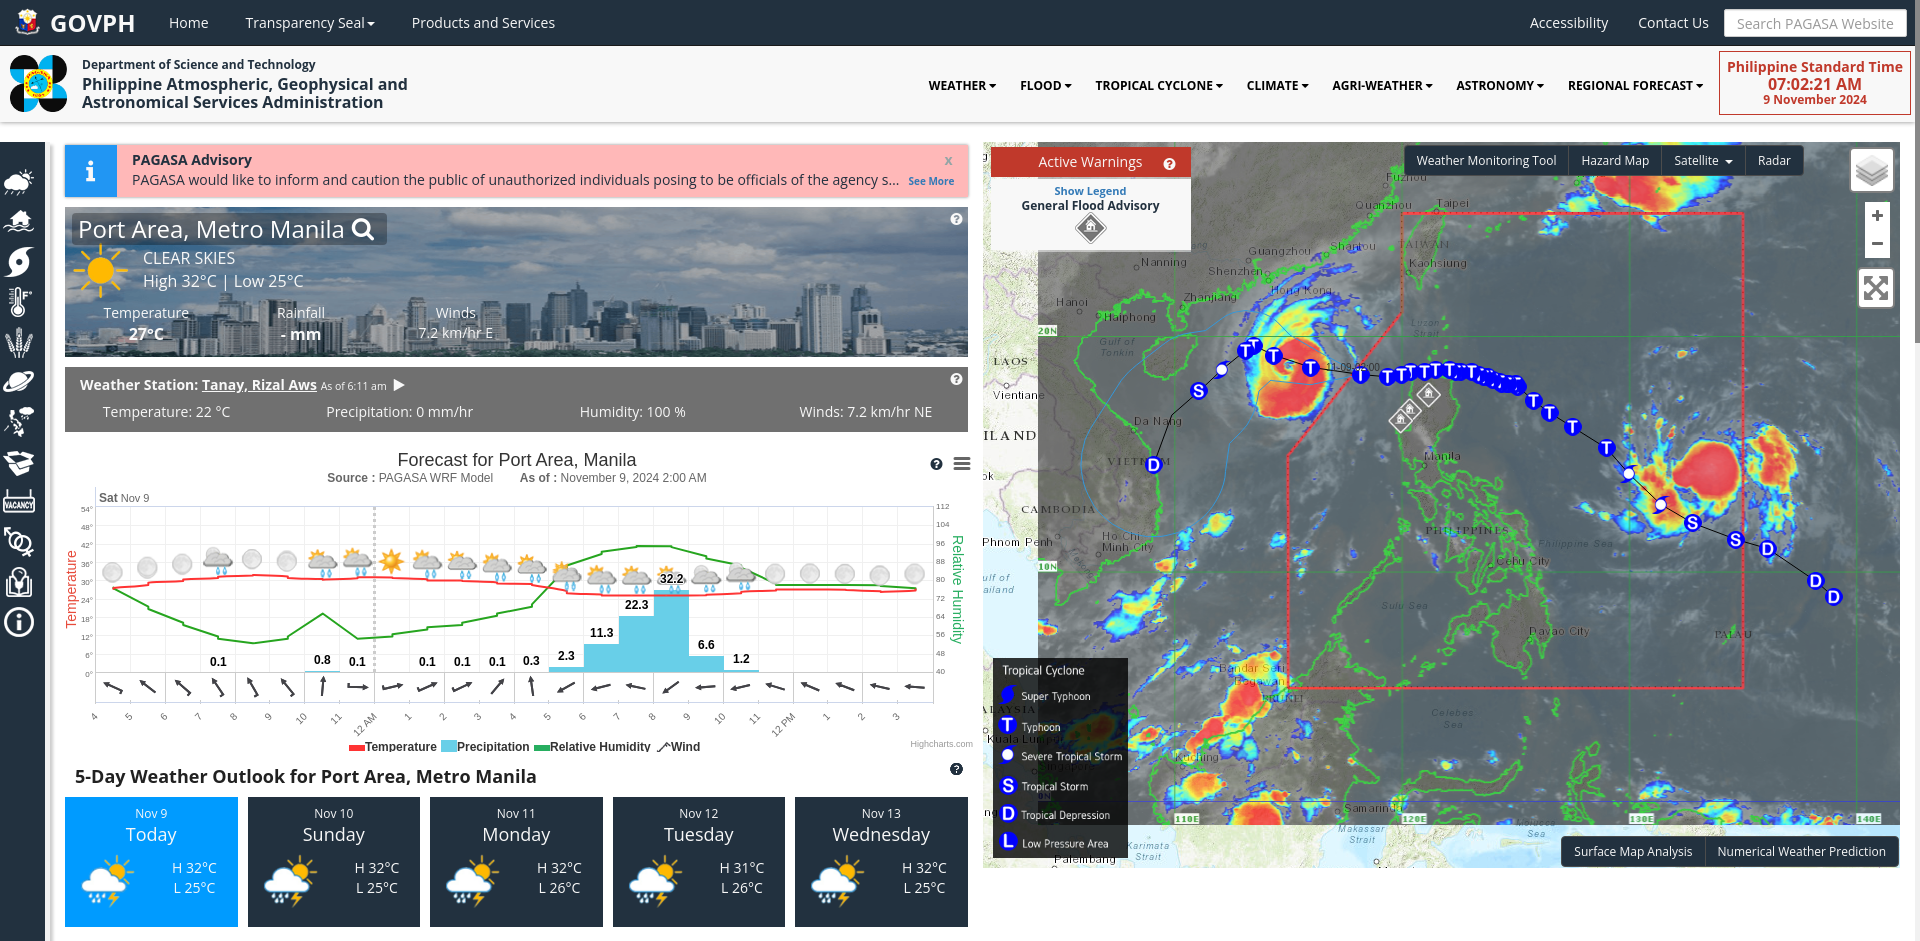 GOVPH
Home
Transparency Seal
Products and Services
Accessibility
Contact Us
Search PAGASA Website
Department of Science and Technology
Philippine Atmospheric, Geophysical and
Astronomical Services Administration
WEATHER
FLOOD
TROPICAL CYCLONE
CLIMATE
AGRI-WEATHER
ASTRONOMY
REGIONAL FORECAST
Philippine Standard Time
07:02:21 AM
9 November 2024
VACANCY
PAGASA Advisory
x
PAGASA would like to inform and caution the public of unauthorized individuals posing to be officials of the agency s...
See More
Port Area, Metro Manila
CLEAR SKIES
High 32°C | Low 25°C
Temperature
27°C
Rainfall
- mm
Winds
7.2 km/hr E
Weather Station: Tanay, Rizal Aws As of 6:11 am
Temperature: 22 °C
Precipitation: 0 mm/hr
Humidity: 100 %
Winds: 7.2 km/hr NE
Forecast for Port Area, Manila
Source : PAGASA WRF Model
As of : November 9, 2024 2:00 AM
Sat Nov 9
Temperature
54°
48°
42°
36°
30°
24°
18°
12°
6°
0°
Relative Humidity
112
104
96
88
80
72
64
56
48
40
0.1
0.8
0.1
0.1
0.1
0.1
0.3
2.3
11.3
22.3
32.2
6.6
1.2
4
5
6
7
8
9
10
11
12 AM
1
2
3
4
5
6
7
8
9
10
11
12 PM
1
2
3
Temperature
Precipitation
Relative Humidity
Wind
Highcharts.com
5-Day Weather Outlook for Port Area, Metro Manila
Nov 9
Today
H 32°C
L 25°C
Nov 10
Sunday
H 32°C
L 25°C
Nov 11
Monday
H 32°C
L 26°C
Nov 12
Tuesday
H 31°C
L 26°C
Nov 13
Wednesday
H 32°C
L 25°C
Active Warnings
Show Legend
General Flood Advisory
Weather Monitoring Tool
Hazard Map
Satellite
Radar
+
−
Fuzhou
Quanzhou
Taipei
TAIWAN
Kaohsiung
Guangzhou
Shantou
Shenzhen
Nanning
Hong Kong
Zhanjiang
Hanoi
Haiphong
20N
Gulf of
Tonkin
Luzon
Strait
LAOS
Vientiane
Da Nang
VIETNAM
Manila
CAMBODIA
Phnom Penh
Ho Chi
Minh City
10N
PHILIPPINES
Philippine Sea
Cebu City
Sulu Sea
Davao City
PALAU
Bandar Seri
Begawan
BRUNEI
Celebes
Sea
Kuching
Samarinda
Makassar
Strait
Karimata
Strait
Palembang
110E
120E
130E
140E
Tropical Cyclone
Super Typhoon
T Typhoon
Severe Tropical Storm
S Tropical Storm
D Tropical Depression
L Low Pressure Area
Surface Map Analysis
Numerical Weather Prediction